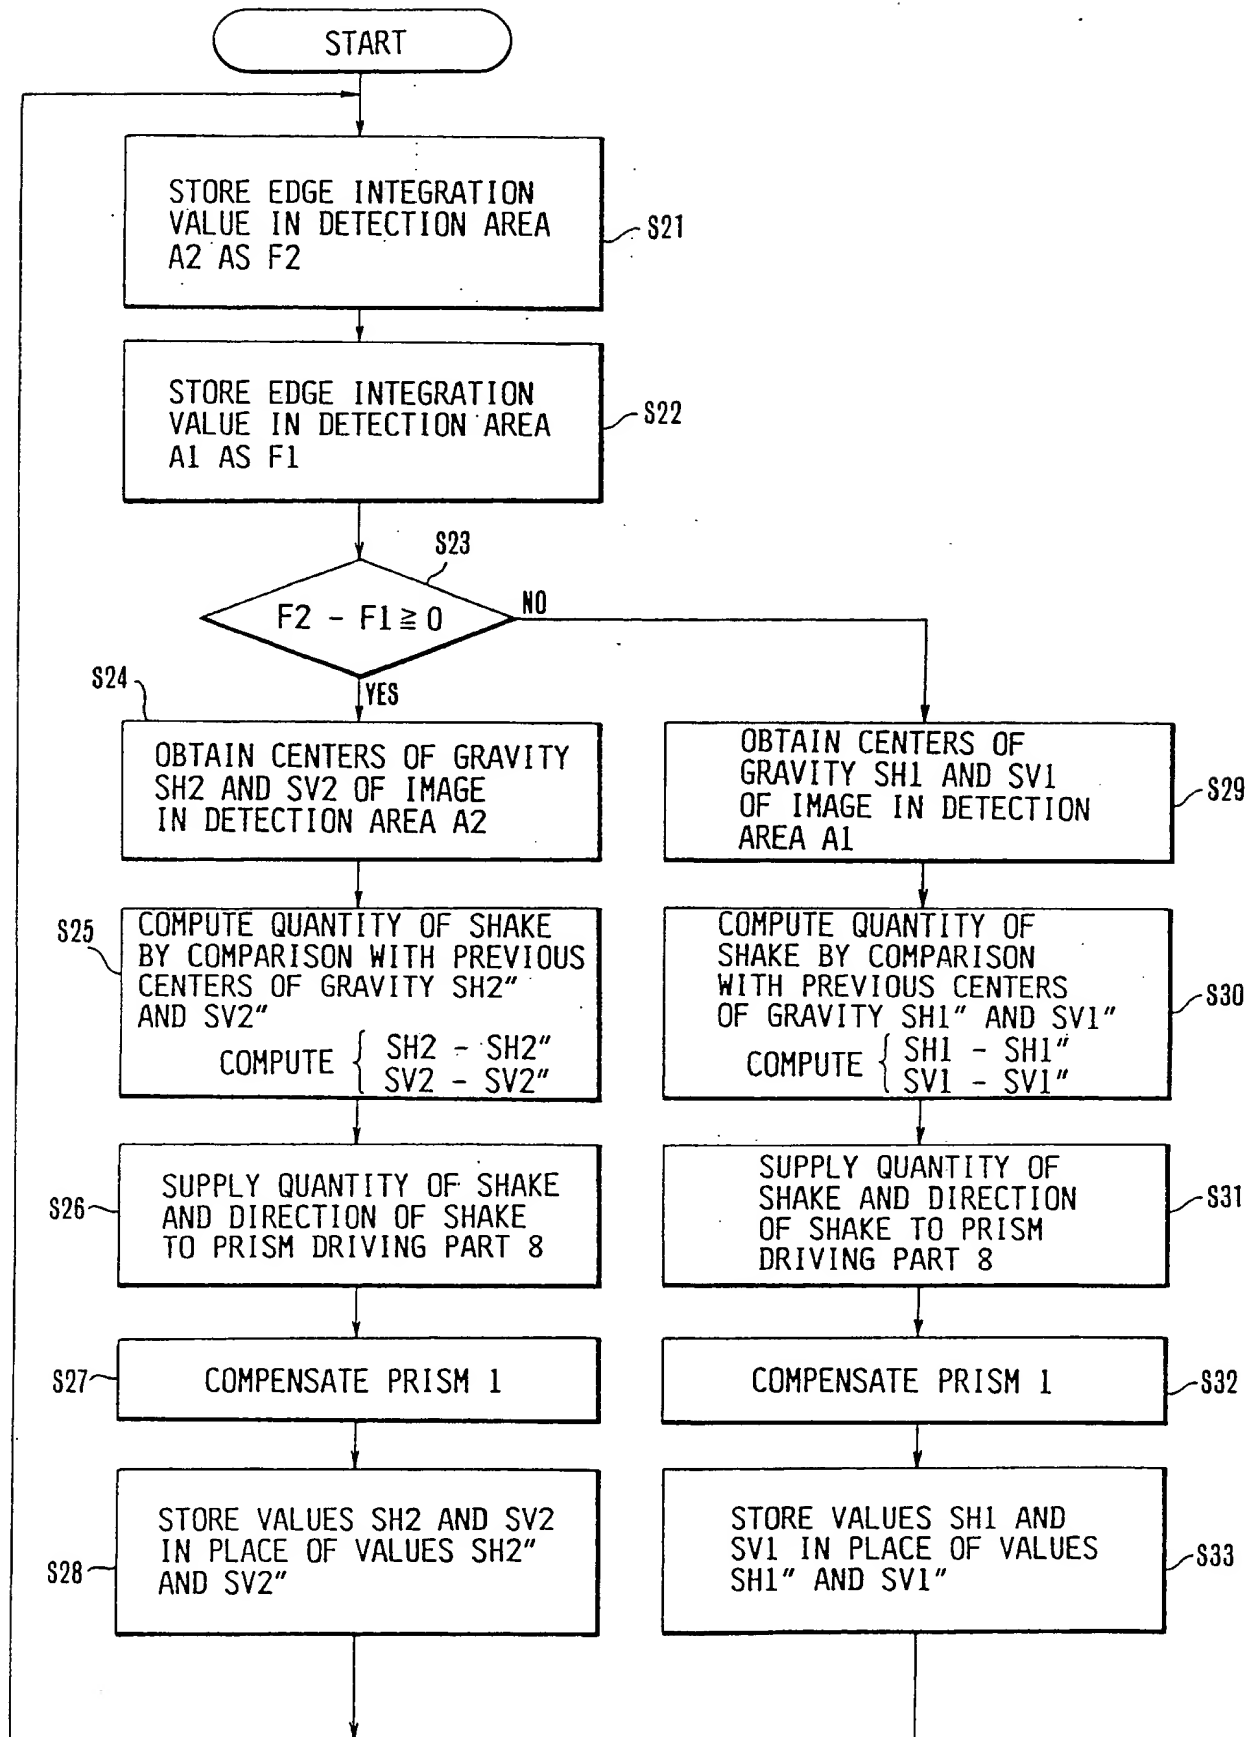 START
STORE EDGE INTEGRATION
VALUE IN DETECTION AREA
A2 AS F2
S21
STORE EDGE INTEGRATION
VALUE IN DETECTION AREA
A1 AS F1
S22
S23
F2 - F1 ≧ 0
NO
YES
S24
OBTAIN CENTERS OF GRAVITY
SH2 AND SV2 OF IMAGE
IN DETECTION AREA A2
OBTAIN CENTERS OF
GRAVITY SH1 AND SV1
OF IMAGE IN DETECTION
AREA A1
S29
S25
COMPUTE QUANTITY OF SHAKE
BY COMPARISON WITH PREVIOUS
CENTERS OF GRAVITY SH2″
AND SV2″
COMPUTE { SH2 - SH2″
SV2 - SV2″
COMPUTE QUANTITY OF
SHAKE BY COMPARISON
WITH PREVIOUS CENTERS
OF GRAVITY SH1″ AND SV1″
COMPUTE { SH1 - SH1″
SV1 - SV1″
S30
S26
SUPPLY QUANTITY OF SHAKE
AND DIRECTION OF SHAKE
TO PRISM DRIVING PART 8
SUPPLY QUANTITY OF
SHAKE AND DIRECTION
OF SHAKE TO PRISM
DRIVING PART 8
S31
S27
COMPENSATE PRISM 1
COMPENSATE PRISM 1
S32
S28
STORE VALUES SH2 AND SV2
IN PLACE OF VALUES SH2″
AND SV2″
STORE VALUES SH1 AND
SV1 IN PLACE OF VALUES
SH1″ AND SV1″
S33